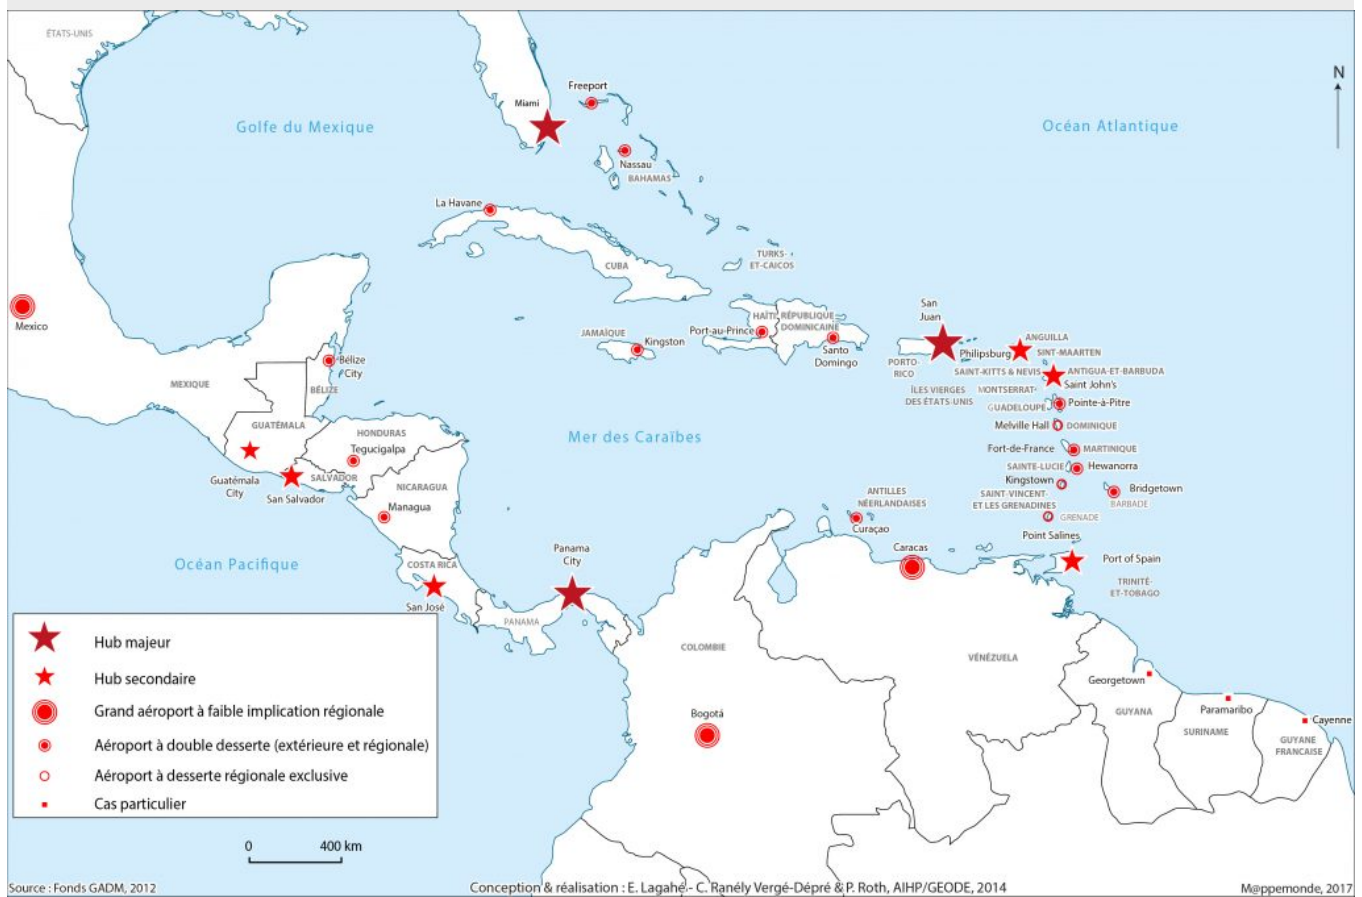 ÉTATS-UNIS
N
Freeport
Miami
Golfe du Mexique
Océan Atlantique
Nassau
BAHAMAS
La Havane
TURKS-
ET-CAICOS
CUBA
Mexico
San
Juan
HAÏTI
RÉPUBLIQUE
DOMINICAINE
JAMAÏQUE
Port-au-Prince
Kingston
Santo
Domingo
ANGUILLA
Philipsburg
SINT-MAARTEN
PORTO-
RICO
SAINT-KITTS & NEVIS
ANTIGUA-ET-BARBUDA
Saint John's
Bélize
City
MEXIQUE
BÉLIZE
ÎLES VIERGES
DES ÉTATS-UNIS
MONTSERRAT
GUADELOUPE
Pointe-à-Pitre
Melville Hall
DOMINIQUE
GUATÉMALA
HONDURAS
Tegucigalpa
Mer des Caraïbes
Fort-de-France
MARTINIQUE
SAINTE-LUCIE
Hewanorra
Kingstown
Guatémala
City
SALVADOR
San Salvador
NICARAGUA
Managua
ANTILLES
NÉERLANDAISES
SAINT-VINCENT-
ET LES GRENADINES
Bridgetown
BARBADE
GRENADE
Curaçao
Point Salines
Caracas
Port of Spain
Océan Pacifique
COSTA RICA
Panama
City
TRINITÉ-
ET-TOBAGO
San José
PANAMA
COLOMBIE
VÉNÉZUELA
Georgetown
Bogotá
GUYANA
Paramaribo
Cayenne
SURINAME
GUYANE
FRANCAISE
Hub majeur
Hub secondaire
Grand aéroport à faible implication régionale
Aéroport à double desserte (extérieure et régionale)
Aéroport à desserte régionale exclusive
Cas particulier
0 400 km
Source : Fonds GADM, 2012
Conception & réalisation : E. Lagahe - C. Ranély Vergé-Dépré & P. Roth, AIHP/GEODE, 2014
M@ppemonde, 2017